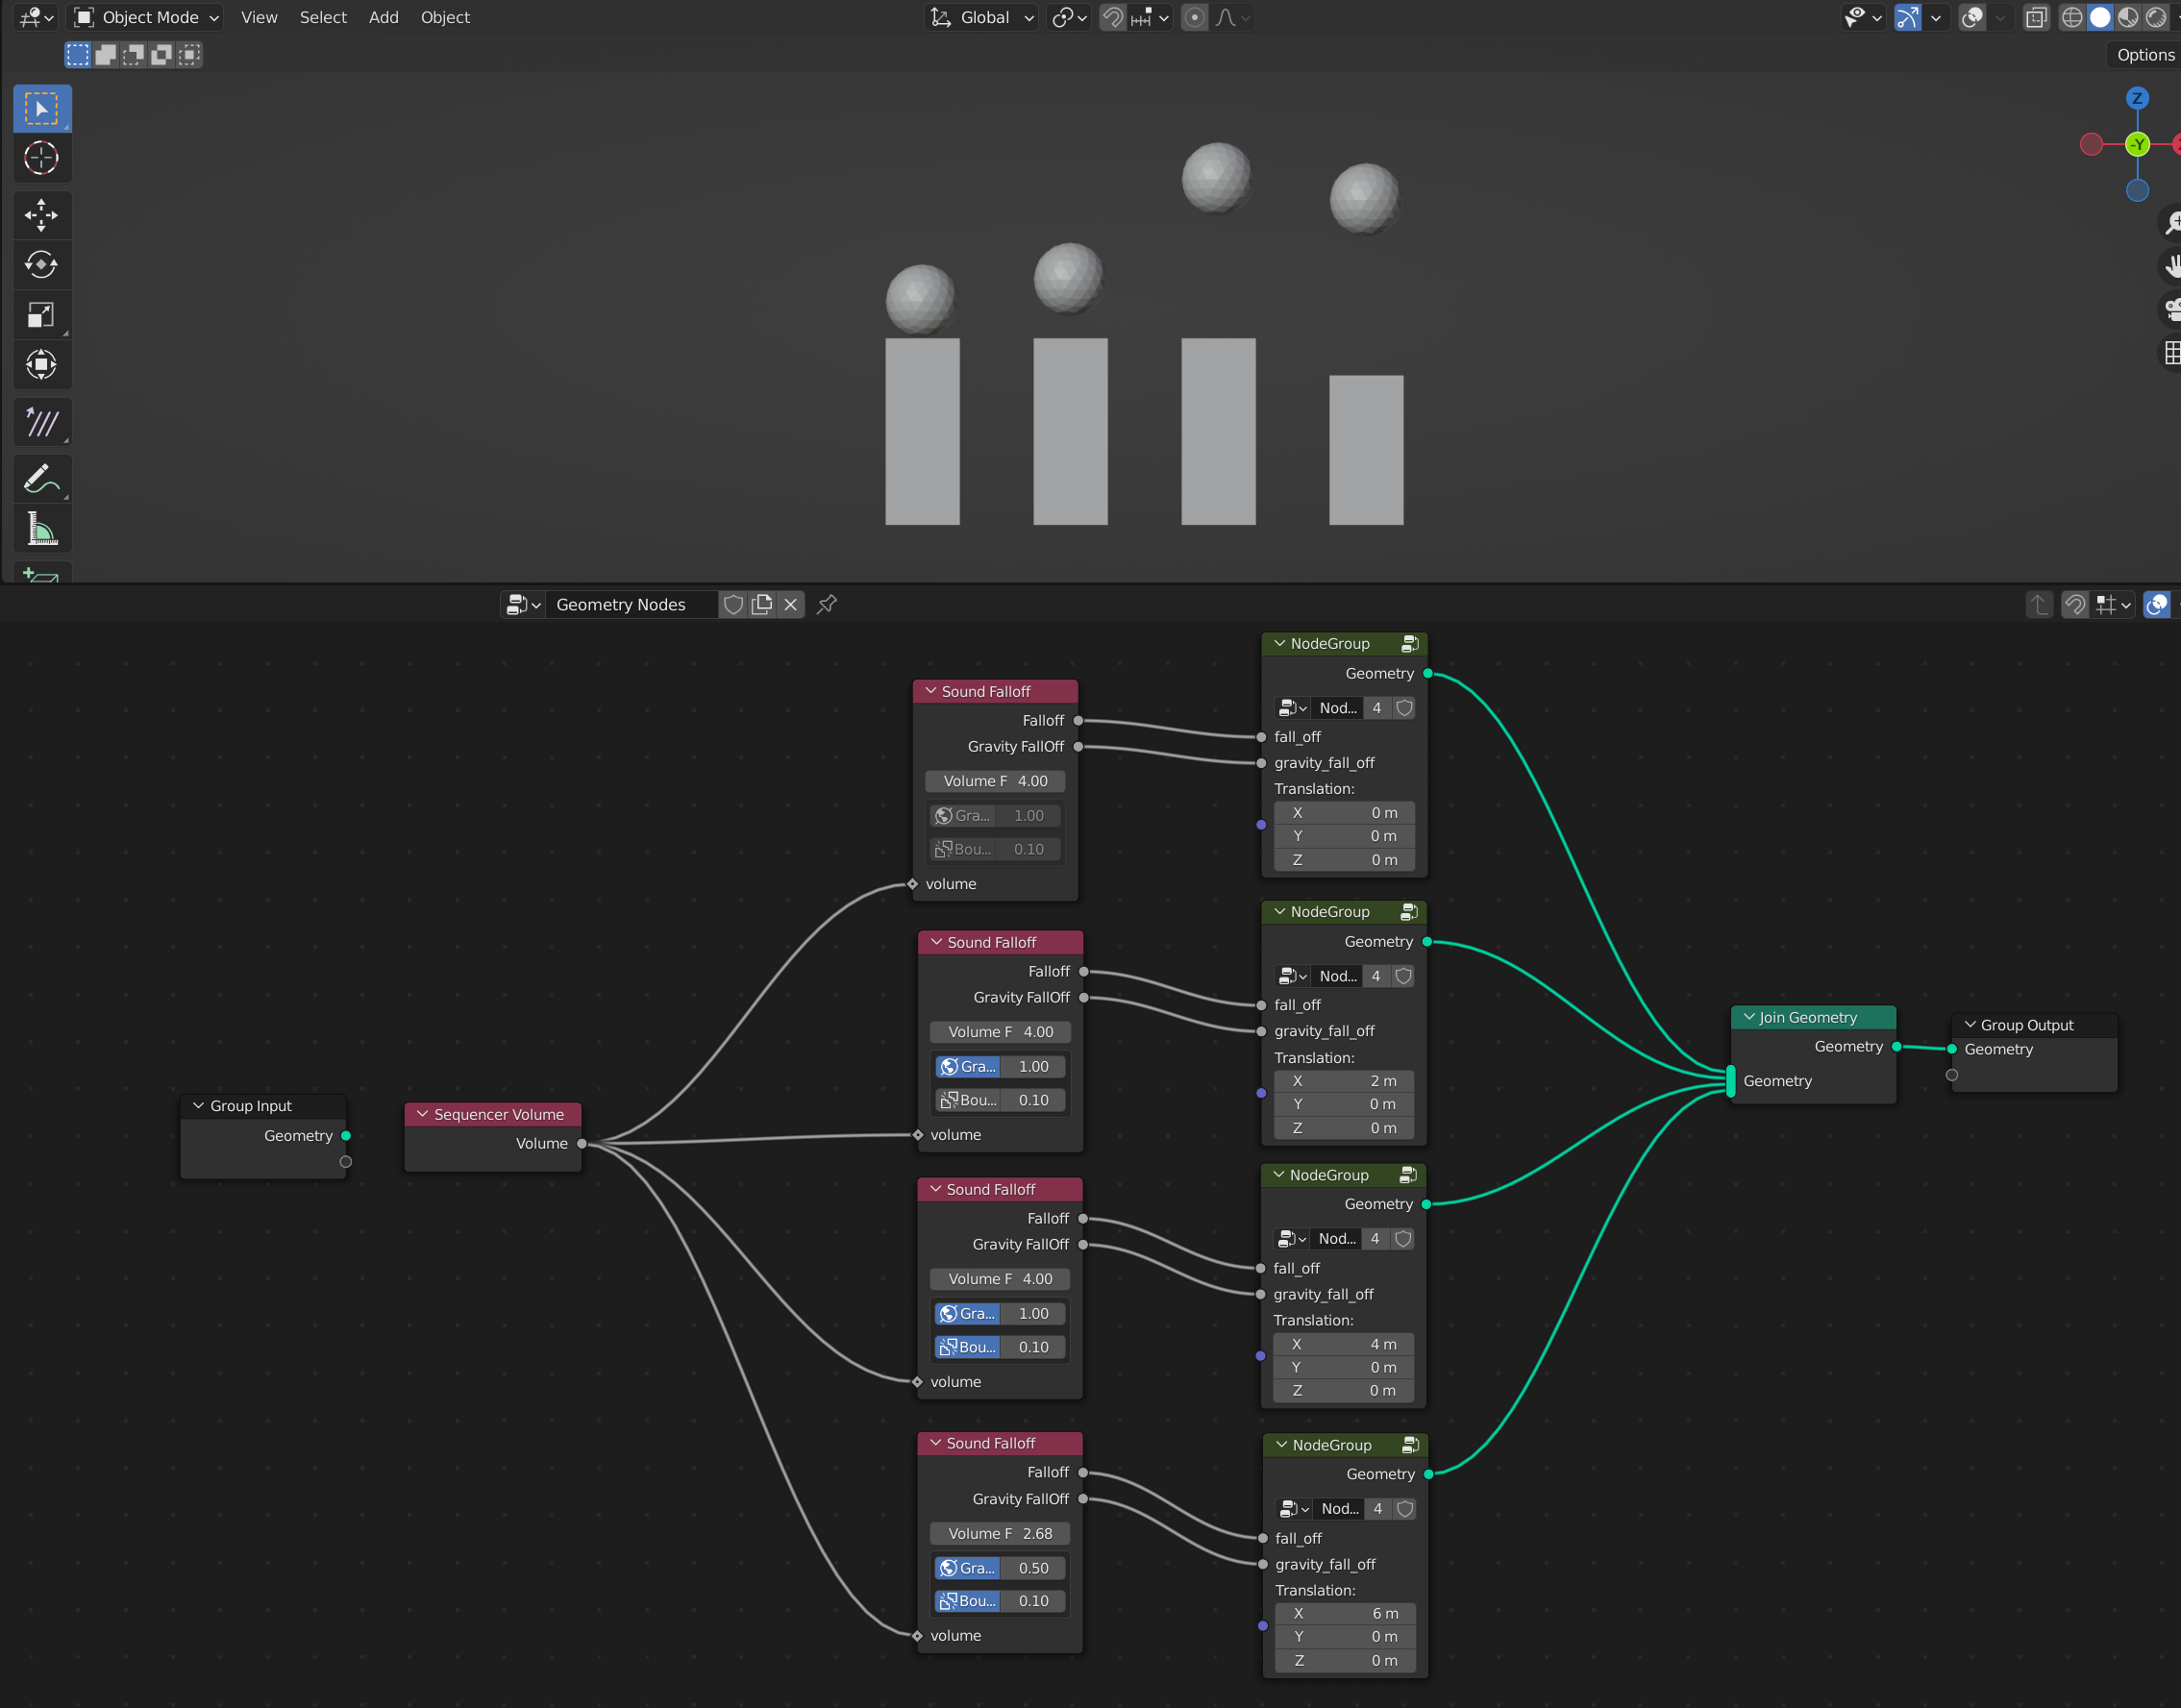 Object Mode View Select Add Object Global
Options
Z
-Y
Geometry Nodes
NodeGroup
Geometry
Nod... 4
fall_off
gravity_fall_off
Translation:
X 0 m
Y 0 m
Z 0 m
Sound Falloff
Falloff
Gravity FallOff
Volume F 4.00
Gra... 1.00
Bou... 0.10
volume
NodeGroup
Geometry
Nod... 4
fall_off
gravity_fall_off
Translation:
X 2 m
Y 0 m
Z 0 m
Sound Falloff
Falloff
Gravity FallOff
Volume F 4.00
Gra... 1.00
Bou... 0.10
volume
Group Input
Geometry
Sequencer Volume
Volume
Join Geometry
Geometry
Geometry
Group Output
Geometry
Sound Falloff
Falloff
Gravity FallOff
Volume F 4.00
Gra... 1.00
Bou... 0.10
volume
NodeGroup
Geometry
Nod... 4
fall_off
gravity_fall_off
Translation:
X 4 m
Y 0 m
Z 0 m
Sound Falloff
Falloff
Gravity FallOff
Volume F 2.68
Gra... 0.50
Bou... 0.10
volume
NodeGroup
Geometry
Nod... 4
fall_off
gravity_fall_off
Translation:
X 6 m
Y 0 m
Z 0 m